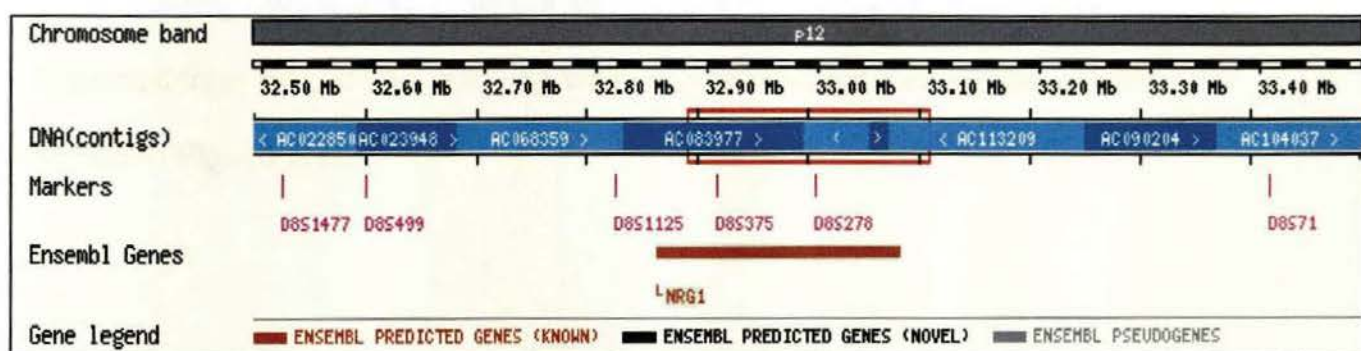 Chromosome band p12
32.50 Mb 32.60 Mb 32.70 Mb 32.80 Mb 32.90 Mb 33.00 Mb 33.10 Mb 33.20 Mb 33.30 Mb 33.40 Mb
DNA(contigs) < AC022850 AC023948 > AC068359 > AC083977 > < > < AC113209 AC090204 > AC104037 >
Markers
D8S1477 D8S499 D8S1125 D8S375 D8S278 D8S71
Ensembl Genes
NRG1
Gene legend ENSEMBL PREDICTED GENES (KNOWN) ENSEMBL PREDICTED GENES (NOVEL) ENSEMBL PSEUDOGENES